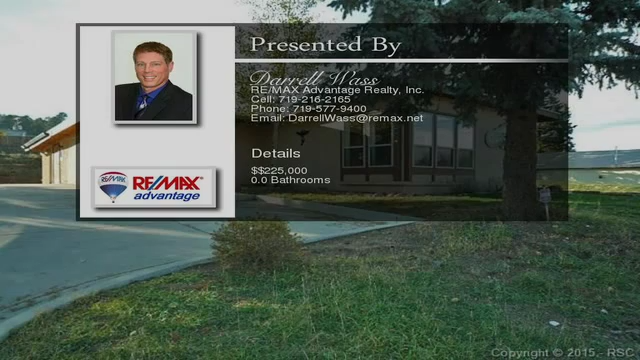 Presented By
Darrell Wass
RE/MAX Advantage Realty, Inc.
Cell: 719-216-2165
Phone: 719-577-9400
Email: DarrellWass@remax.net
Details
$$225,000
0.0 Bathrooms
RE/MAX
RE/MAX
advantage
Copyright © 2015 - RSC